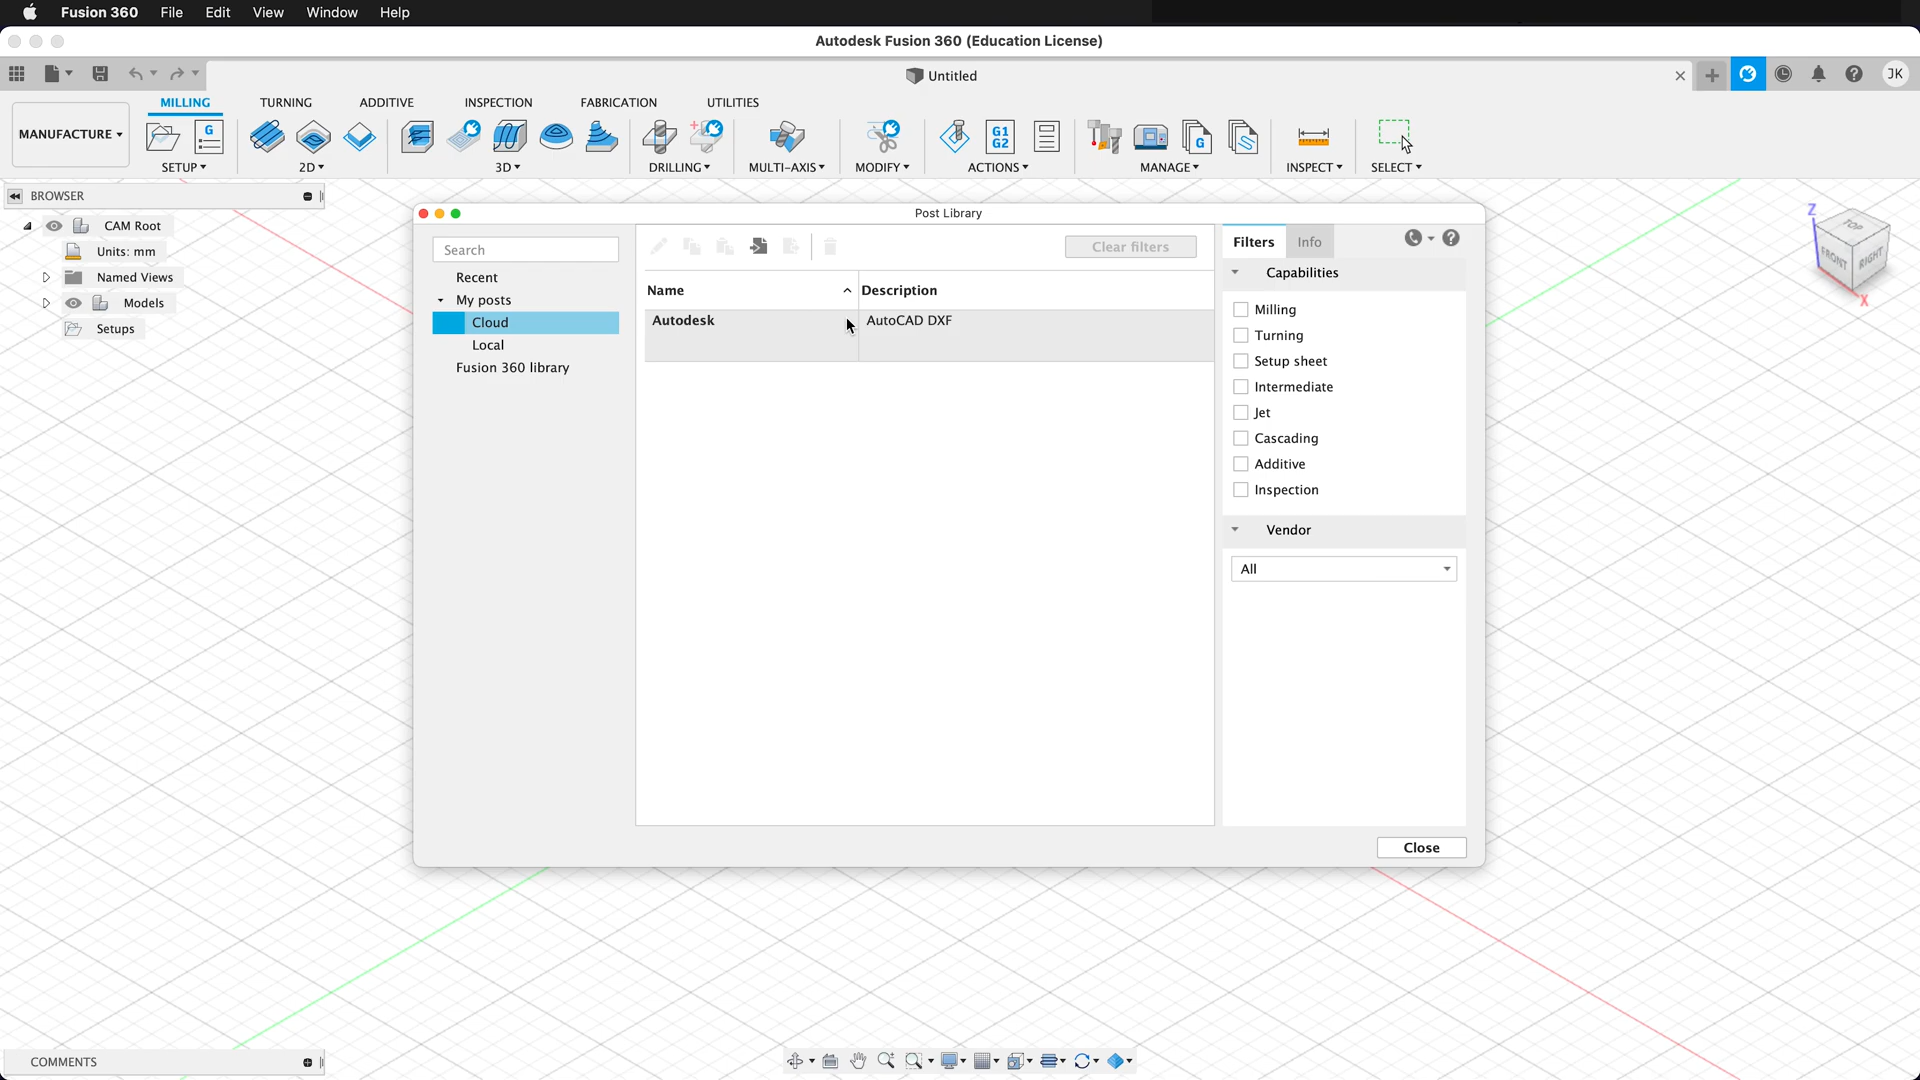 Fusion 360 File Edit View Window Help
Autodesk Fusion 360 (Education License)
Untitled
JK
MANUFACTURE
MILLING TURNING ADDITIVE INSPECTION FABRICATION UTILITIES
G G1 G2 G
SETUP 2D 3D DRILLING MULTI-AXIS MODIFY ACTIONS MANAGE INSPECT SELECT
BROWSER
CAM Root
Units: mm
Named Views
Models
Setups
Post Library
Search
Recent
My posts
Cloud
Local
Fusion 360 library
Clear filters
Name Description
Autodesk AutoCAD DXF
Filters Info
Capabilities
Milling
Turning
Setup sheet
Intermediate
Jet
Cascading
Additive
Inspection
Vendor
All
Close
Z
TOP
FRONT RIGHT
X
COMMENTS